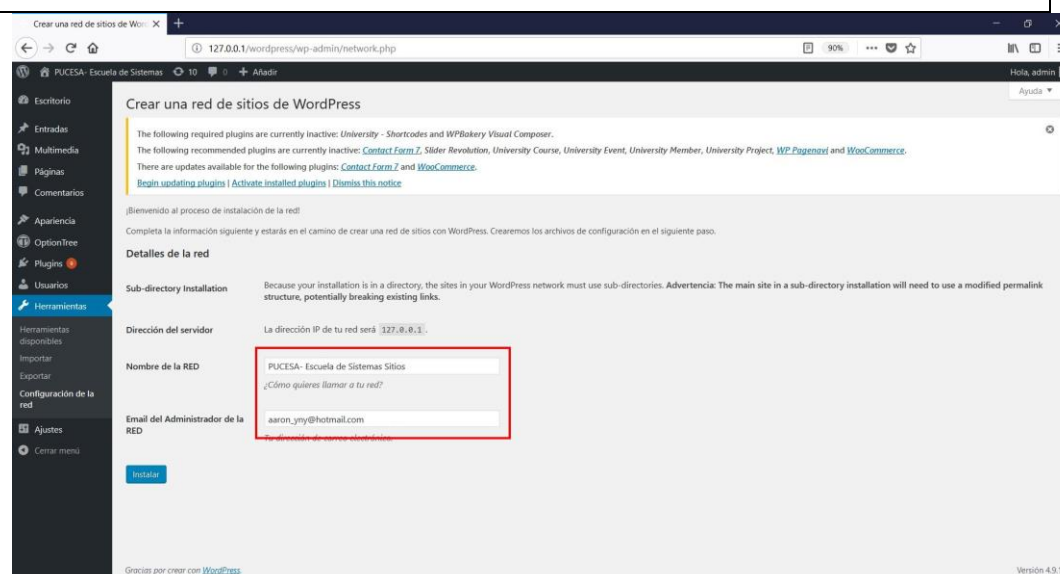 Crear una red de sitios de Wor
127.0.0.1/wordpress/wp-admin/network.php
90%
PUCESA- Escuela de Sistemas 10 0 Añadir
Hola, admin
Ayuda
Escritorio
Entradas
Multimedia
Páginas
Comentarios
Apariencia
OptionTree
Plugins
Usuarios
Herramientas
Herramientas
disponibles
Importar
Exportar
Configuración de la
red
Ajustes
Cerrar menú
Crear una red de sitios de WordPress
The following required plugins are currently inactive: University - Shortcodes and WPBakery Visual Composer.
The following recommended plugins are currently inactive: Contact Form 7, Slider Revolution, University Course, University Event, University Member, University Project, WP Pagenavi and WooCommerce.
There are updates available for the following plugins: Contact Form 7 and WooCommerce.
Begin updating plugins | Activate installed plugins | Dismiss this notice
¡Bienvenido al proceso de instalación de la red!
Completa la información siguiente y estarás en el camino de crear una red de sitios con WordPress. Crearemos los archivos de configuración en el siguiente paso.
Detalles de la red
Sub-directory Installation
Because your installation is in a directory, the sites in your WordPress network must use sub-directories. Advertencia: The main site in a sub-directory installation will need to use a modified permalink
structure, potentially breaking existing links.
Dirección del servidor
La dirección IP de tu red será 127.0.0.1 .
Nombre de la RED
PUCESA- Escuela de Sistemas Sitios
¿Cómo quieres llamar a tu red?
Email del Administrador de la
RED
aaron_yny@hotmail.com
Tu dirección de correo electrónico.
Instalar
Gracias por crear con WordPress.
Versión 4.9.